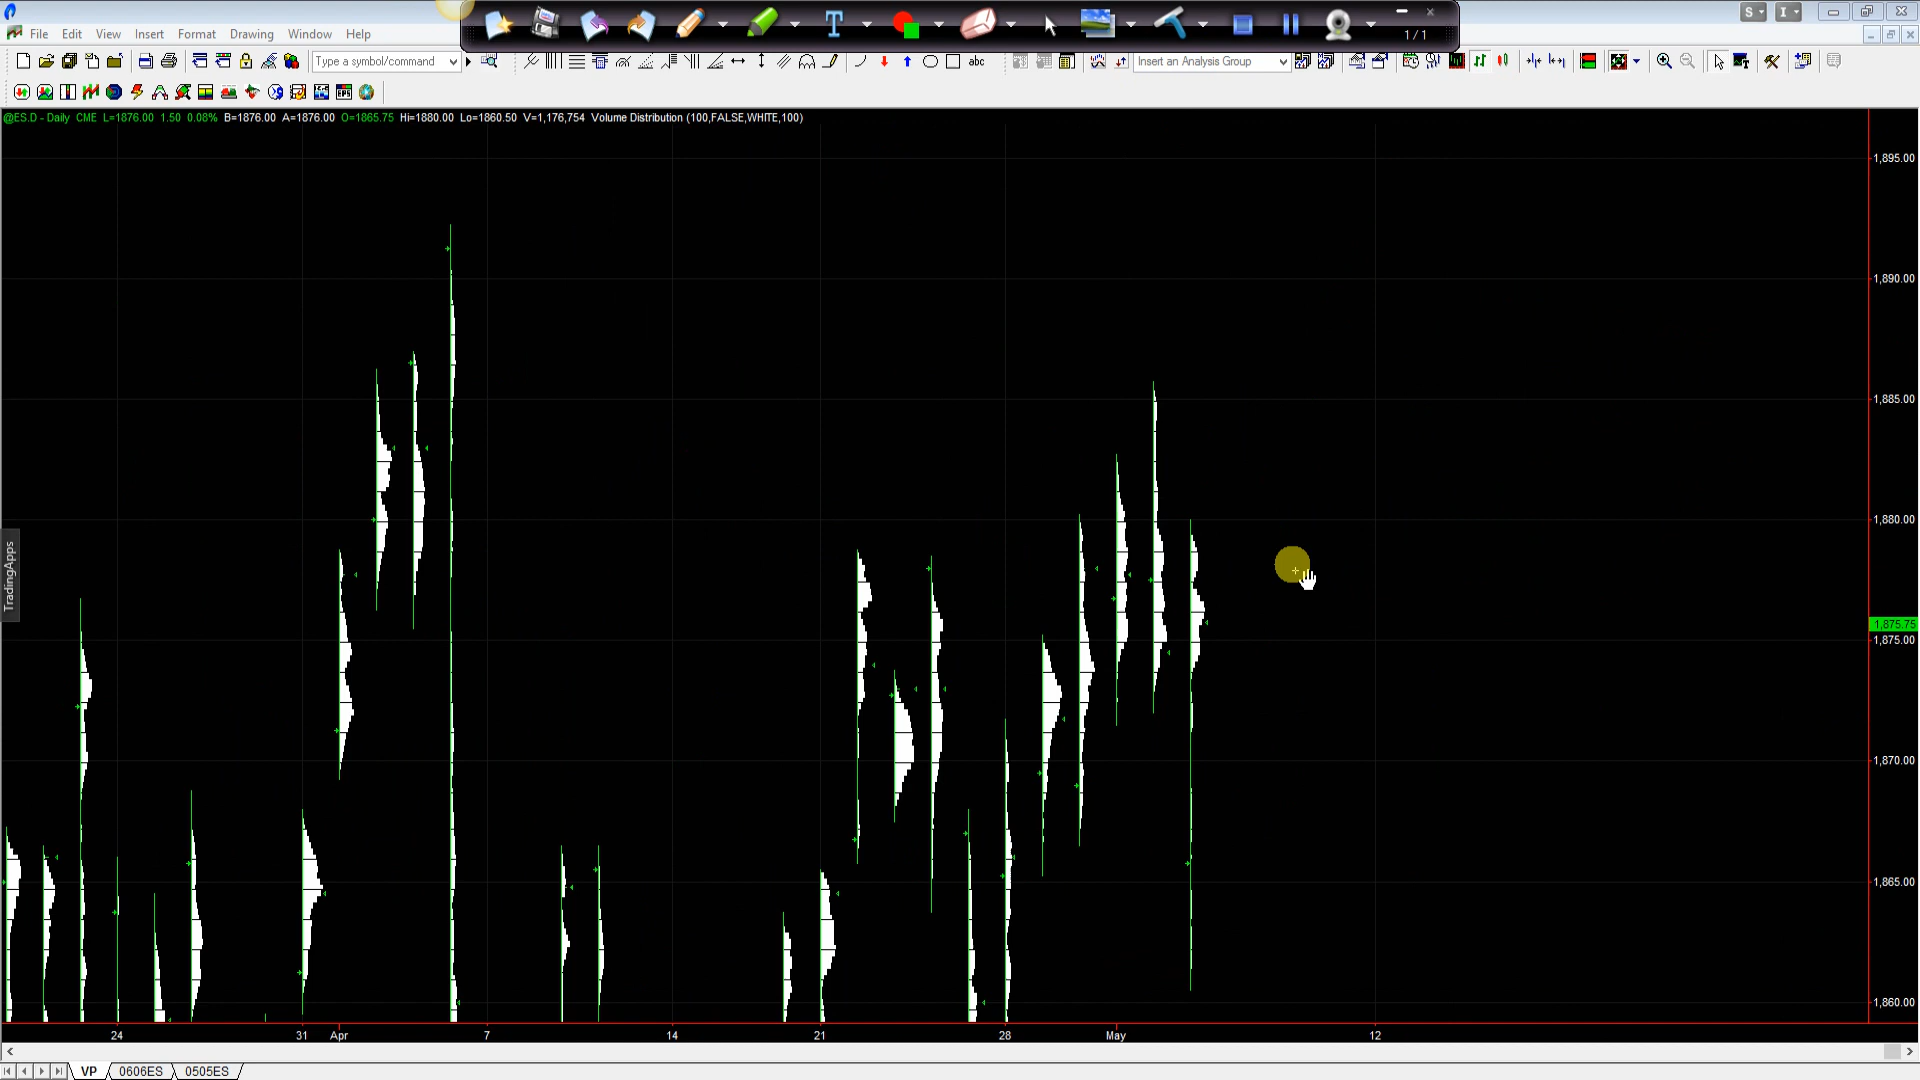 S I
File Edit View Insert Format Drawing Window Help
T
1 / 1
Type a symbol/command
abc
Insert an Analysis Group
@ES.D - Daily CME L=1876.00 1.50 0.08% B=1876.00 A=1876.00 O=1865.75 Hi=1880.00 Lo=1860.50 V=1,176,754 Volume Distribution (100,FALSE,WHITE,100)
1,895.00
1,890.00
1,885.00
1,880.00
1,875.75
1,875.00
1,870.00
1,865.00
1,860.00
TradingApps
24 31 Apr 7 14 21 28 May 12
VP 0606ES 0505ES